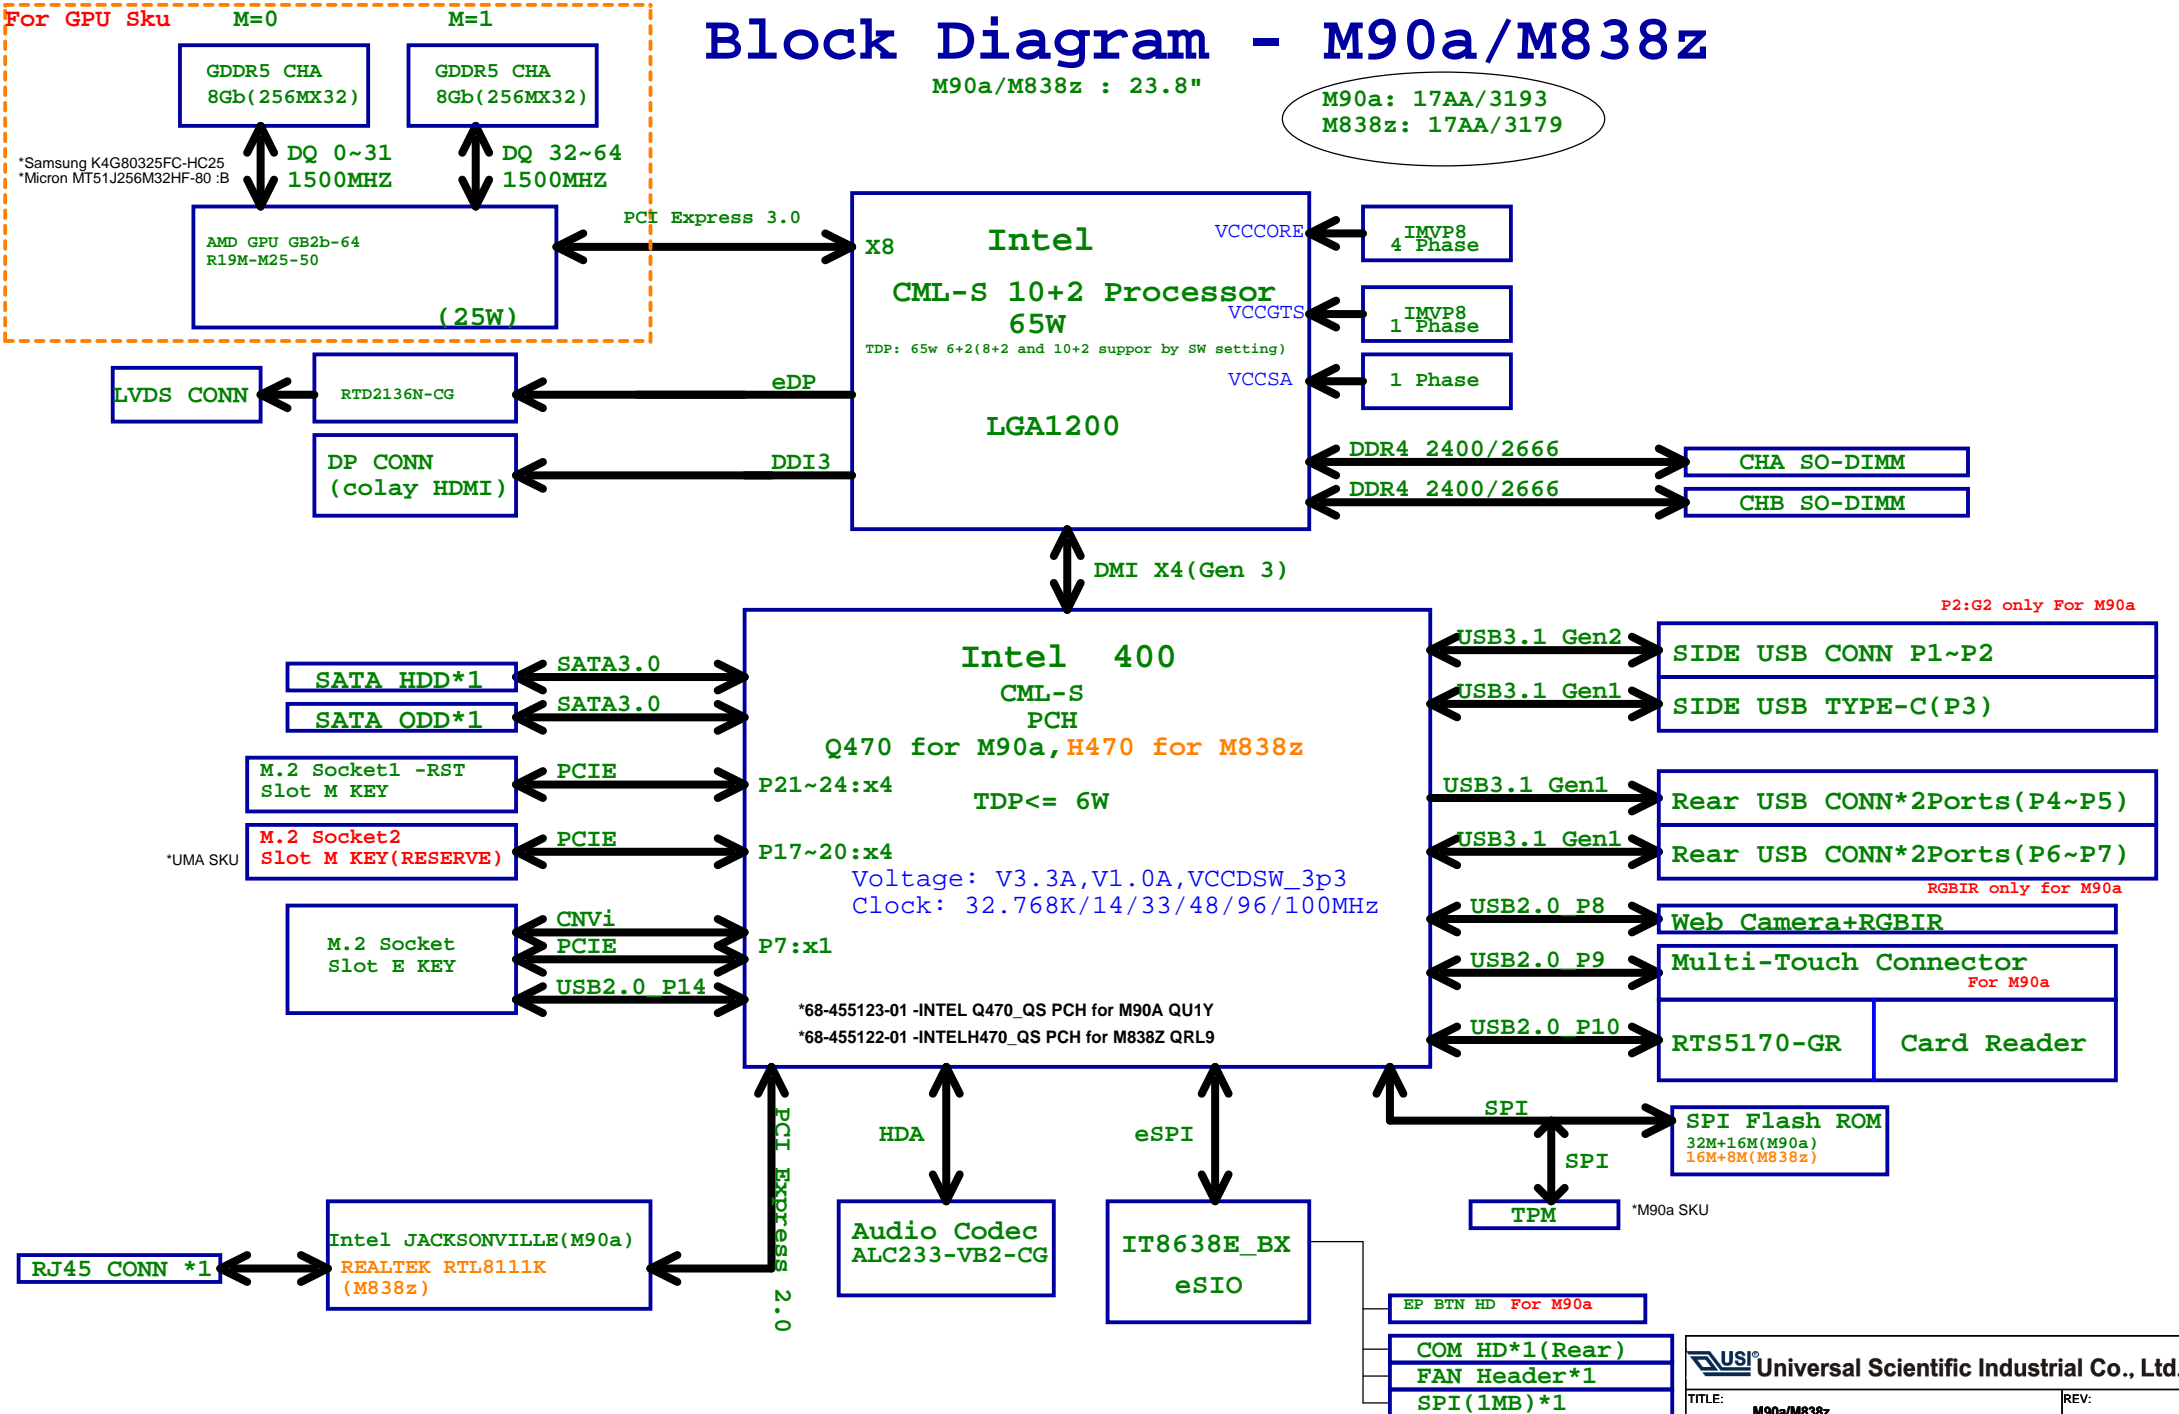 For GPU Sku
M=0
M=1
Block Diagram - M90a/M838z
M90a/M838z : 23.8"
M90a: 17AA/3193
M838z: 17AA/3179
GDDR5 CHA
8Gb(256MX32)
GDDR5 CHA
8Gb(256MX32)
*Samsung K4G80325FC-HC25
*Micron MT51J256M32HF-80 :B
DQ 0~31
1500MHZ
DQ 32~64
1500MHZ
AMD GPU GB2b-64
R19M-M25-50
(25W)
PCI Express 3.0
X8
Intel
CML-S 10+2 Processor
65W
TDP: 65w 6+2(8+2 and 10+2 suppor by SW setting)
LGA1200
VCCCORE
IMVP8
4 Phase
VCCGTS
IMVP8
1 Phase
VCCSA
1 Phase
LVDS CONN
RTD2136N-CG
eDP
DP CONN
(colay HDMI)
DDI3
DDR4 2400/2666
CHA SO-DIMM
DDR4 2400/2666
CHB SO-DIMM
DMI X4(Gen 3)
Intel 400
CML-S
PCH
Q470 for M90a,H470 for M838z
TDP<= 6W
Voltage: V3.3A,V1.0A,VCCDSW_3p3
Clock: 32.768K/14/33/48/96/100MHz
*68-455123-01 -INTEL Q470_QS PCH for M90A QU1Y
*68-455122-01 -INTELH470_QS PCH for M838Z QRL9
SATA HDD*1
SATA3.0
SATA ODD*1
SATA3.0
M.2 Socket1 -RST
Slot M KEY
PCIE
P21~24:x4
*UMA SKU
M.2 Socket2
Slot M KEY(RESERVE)
PCIE
P17~20:x4
M.2 Socket
Slot E KEY
CNVi
PCIE
P7:x1
USB2.0_P14
P2:G2 only For M90a
USB3.1 Gen2
SIDE USB CONN P1~P2
USB3.1 Gen1
SIDE USB TYPE-C(P3)
USB3.1 Gen1
Rear USB CONN*2Ports(P4~P5)
USB3.1 Gen1
Rear USB CONN*2Ports(P6~P7)
RGBIR only for M90a
USB2.0_P8
Web Camera+RGBIR
USB2.0_P9
Multi-Touch Connector
For M90a
USB2.0_P10
RTS5170-GR
Card Reader
PCI Express 2.0
HDA
eSPI
SPI
SPI
SPI Flash ROM
32M+16M(M90a)
16M+8M(M838z)
TPM
*M90a SKU
RJ45 CONN *1
Intel JACKSONVILLE(M90a)
REALTEK RTL8111K
(M838z)
Audio Codec
ALC233-VB2-CG
IT8638E_BX
eSIO
EP BTN HD For M90a
COM HD*1(Rear)
FAN Header*1
SPI(1MB)*1
USI® Universal Scientific Industrial Co., Ltd.
TITLE:
M90a/M838z
REV: